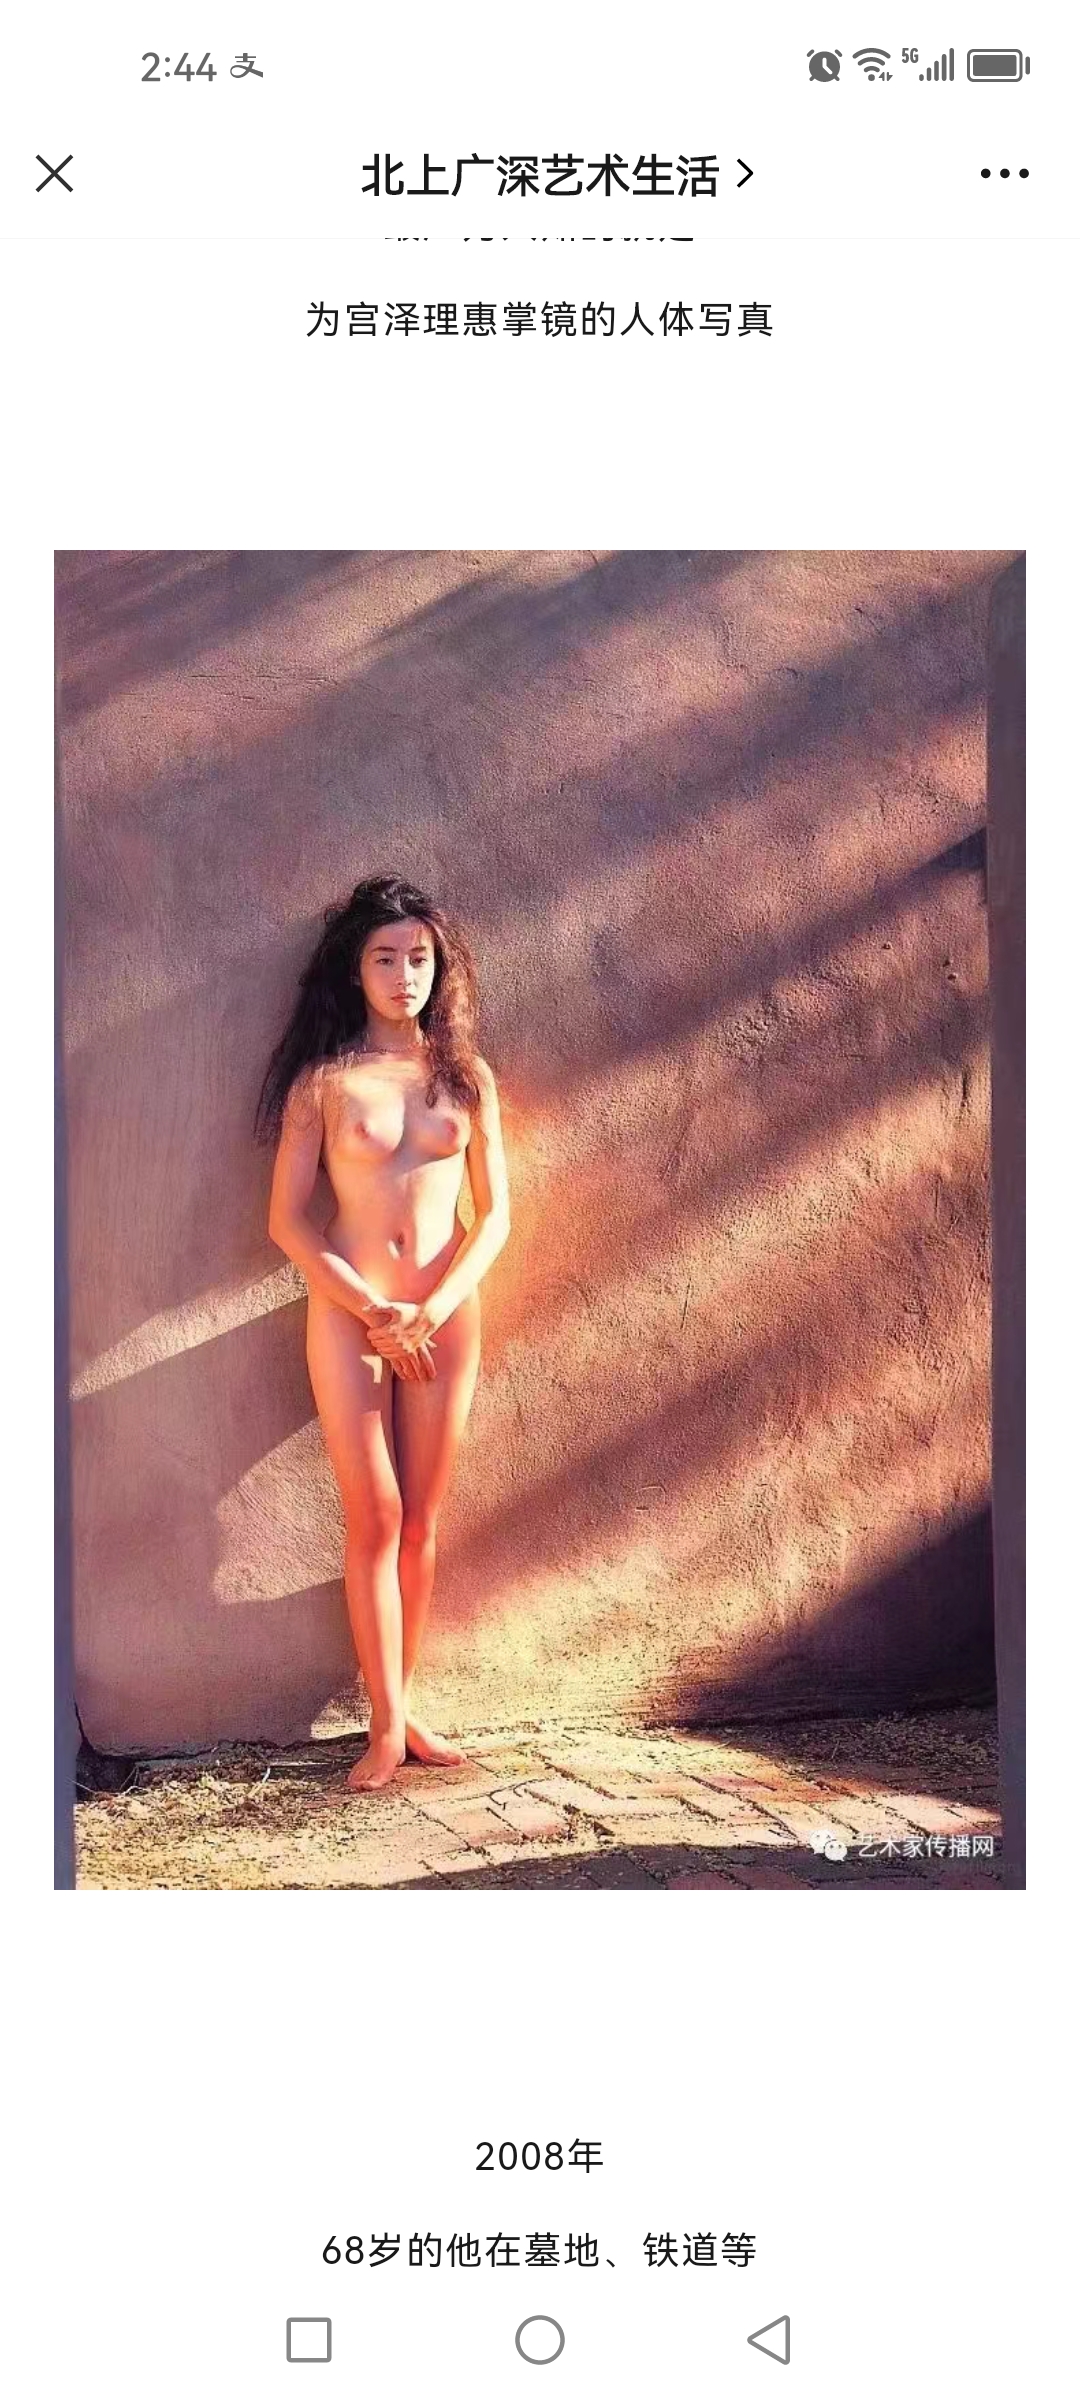 2:44 支
5G
北上广深艺术生活
为宫泽理惠掌镜的人体写真
艺术家传播网
2008年
68岁的他在墓地、铁道等